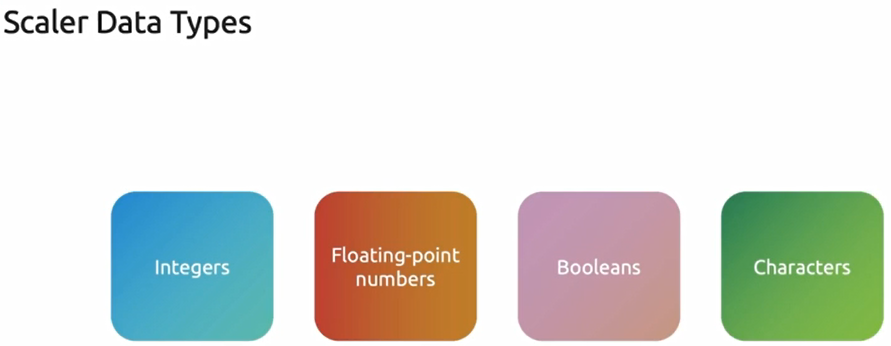 Scaler Data Types
Integers
Floating-point
numbers
Booleans
Characters